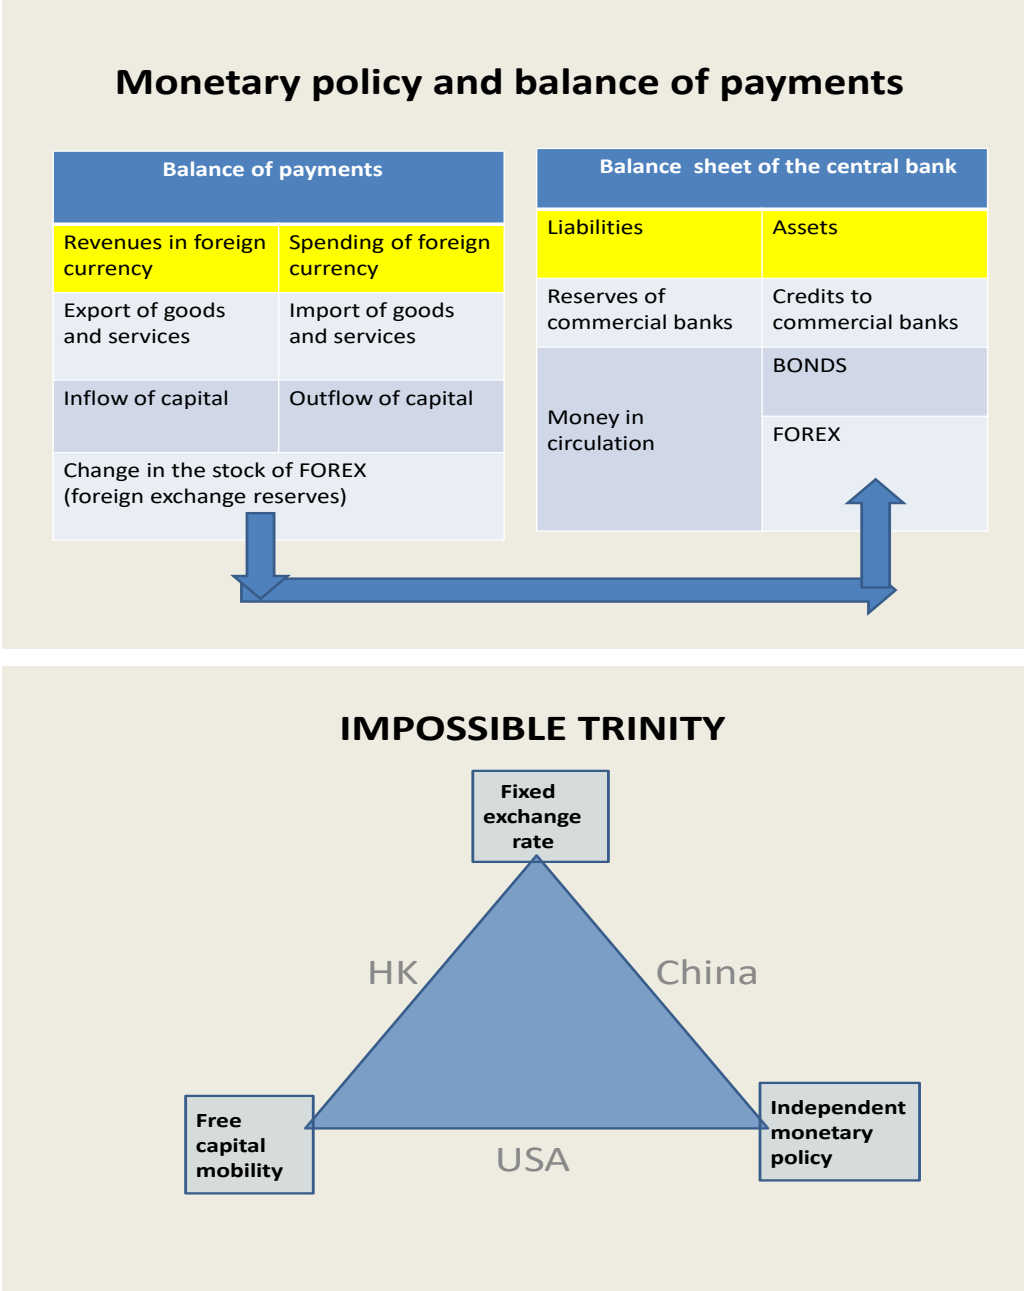 Monetary policy and balance of payments
Balance of payments
Revenues in foreign
currency
Spending of foreign
currency
Export of goods
and services
Import of goods
and services
Inflow of capital
Outflow of capital
Change in the stock of FOREX
(foreign exchange reserves)
Balance sheet of the central bank
Liabilities
Assets
Reserves of
commercial banks
Credits to
commercial banks
Money in
circulation
BONDS
FOREX
IMPOSSIBLE TRINITY
Fixed
exchange
rate
HK
China
Free
capital
mobility
USA
Independent
monetary
policy